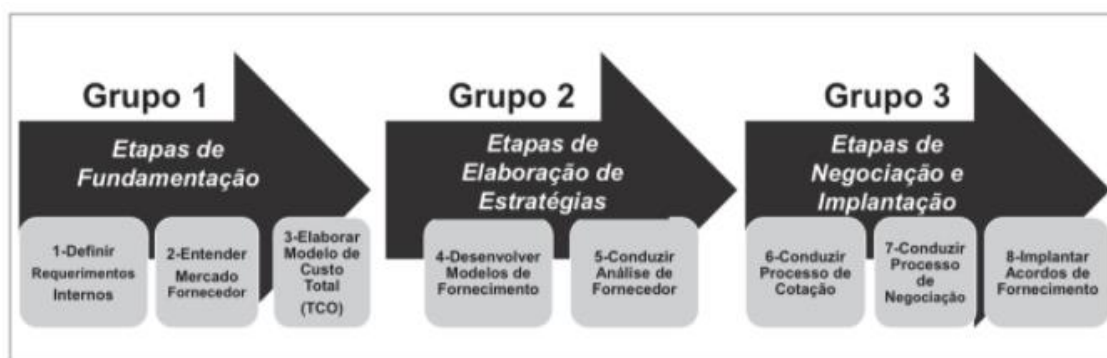 Grupo 1
Etapas de
Fundamentação
1-Definir
Requerimentos
Internos
2-Entender
Mercado
Fornecedor
3-Elaborar
Modelo de
Custo
Total
(TCO)
Grupo 2
Etapas de
Elaboração de
Estratégias
4-Desenvolver
Modelos de
Fornecimento
5-Conduzir
Análise de
Fornecedor
Grupo 3
Etapas de
Negociação e
Implantação
6-Conduzir
Processo de
Cotação
7-Conduzir
Processo
de
Negociação
8-Implantar
Acordos de
Fornecimento